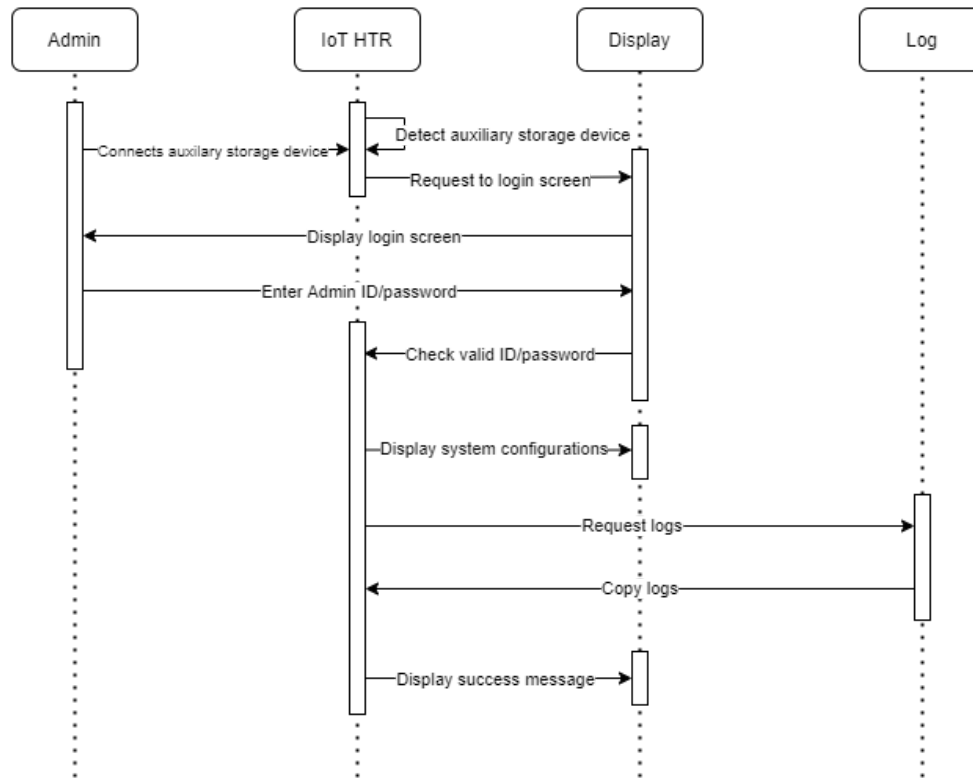 Admin
IoT HTR
Display
Log
Detect auxiliary storage device
Connects auxilary storage device
Request to login screen
Display login screen
Enter Admin ID/password
Check valid ID/password
Display system configurations
Request logs
Copy logs
Display success message